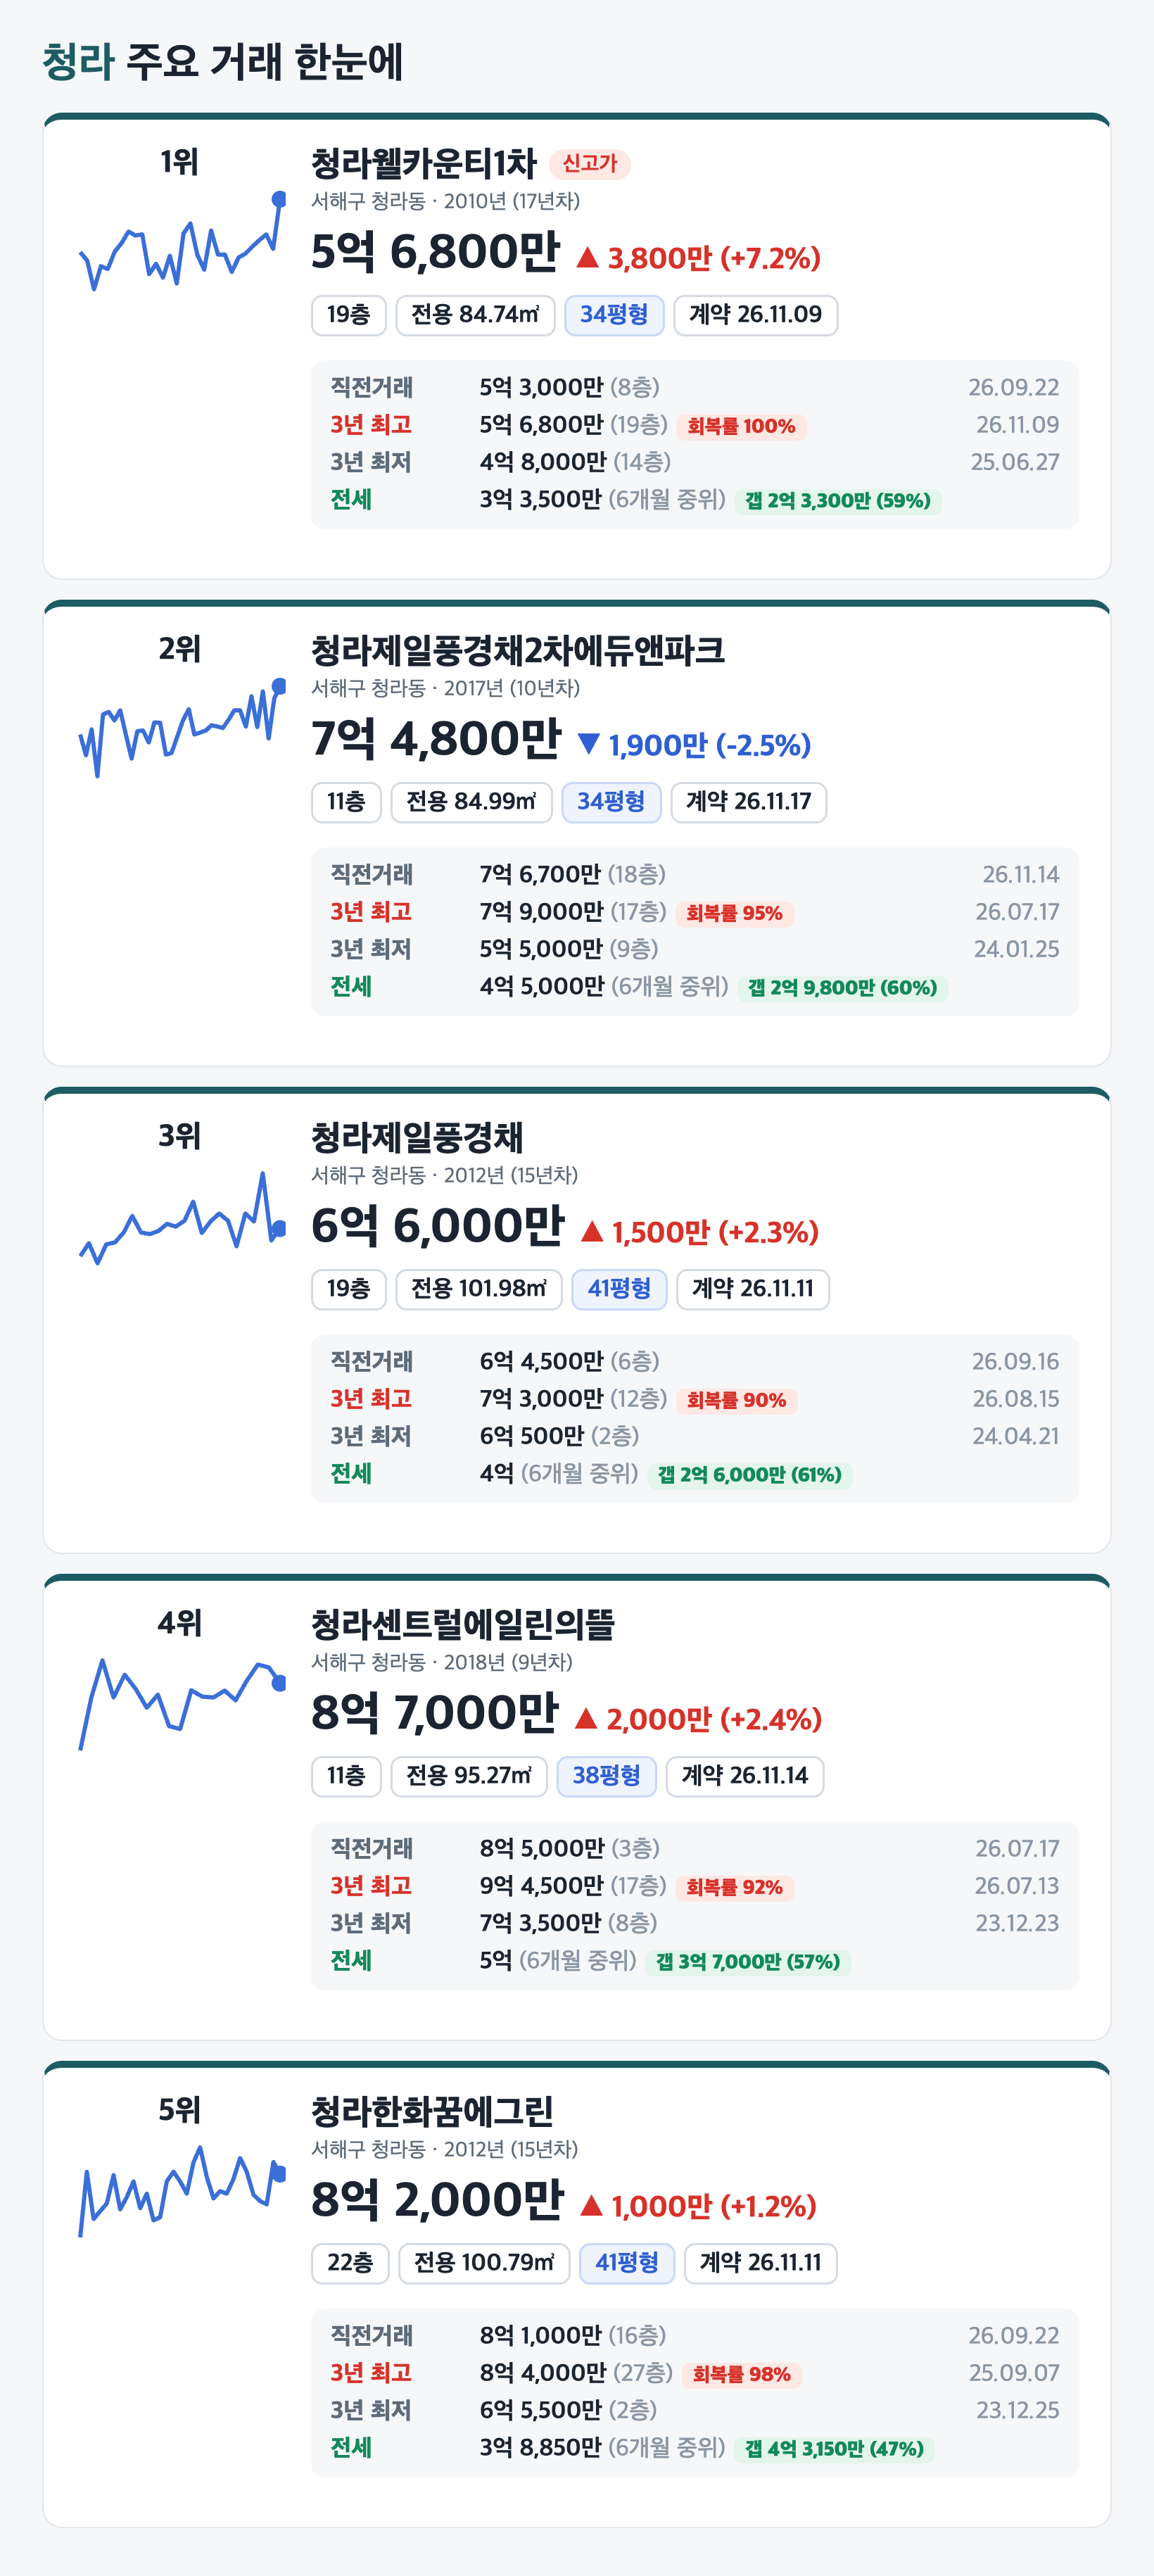 청라 주요 거래 한눈에
1위
청라웰카운티1차 신고가
서해구 청라동 · 2010년 (17년차)
5억 6,800만 ▲ 3,800만 (+7.2%)
19층 전용 84.74㎡ 34평형 계약 26.11.09
직전거래 5억 3,000만 (8층) 26.09.22
3년 최고 5억 6,800만 (19층) 회복률 100% 26.11.09
3년 최저 4억 8,000만 (14층) 25.06.27
전세 3억 3,500만 (6개월 중위) 갭 2억 3,300만 (59%)
2위
청라제일풍경채2차에듀앤파크
서해구 청라동 · 2017년 (10년차)
7억 4,800만 ▼ 1,900만 (-2.5%)
11층 전용 84.99㎡ 34평형 계약 26.11.17
직전거래 7억 6,700만 (18층) 26.11.14
3년 최고 7억 9,000만 (17층) 회복률 95% 26.07.17
3년 최저 5억 5,000만 (9층) 24.01.25
전세 4억 5,000만 (6개월 중위) 갭 2억 9,800만 (60%)
3위
청라제일풍경채
서해구 청라동 · 2012년 (15년차)
6억 6,000만 ▲ 1,500만 (+2.3%)
19층 전용 101.98㎡ 41평형 계약 26.11.11
직전거래 6억 4,500만 (6층) 26.09.16
3년 최고 7억 3,000만 (12층) 회복률 90% 26.08.15
3년 최저 6억 500만 (2층) 24.04.21
전세 4억 (6개월 중위) 갭 2억 6,000만 (61%)
4위
청라센트럴에일린의뜰
서해구 청라동 · 2018년 (9년차)
8억 7,000만 ▲ 2,000만 (+2.4%)
11층 전용 95.27㎡ 38평형 계약 26.11.14
직전거래 8억 5,000만 (3층) 26.07.17
3년 최고 9억 4,500만 (17층) 회복률 92% 26.07.13
3년 최저 7억 3,500만 (8층) 23.12.23
전세 5억 (6개월 중위) 갭 3억 7,000만 (57%)
5위
청라한화꿈에그린
서해구 청라동 · 2012년 (15년차)
8억 2,000만 ▲ 1,000만 (+1.2%)
22층 전용 100.79㎡ 41평형 계약 26.11.11
직전거래 8억 1,000만 (16층) 26.09.22
3년 최고 8억 4,000만 (27층) 회복률 98% 25.09.07
3년 최저 6억 5,500만 (2층) 23.12.25
전세 3억 8,850만 (6개월 중위) 갭 4억 3,150만 (47%)